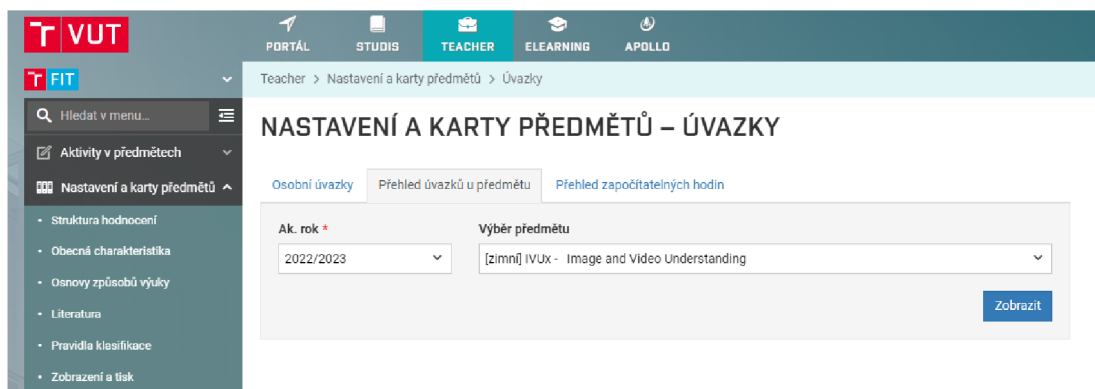 T VUT
PORTÁL
STUDIS
TEACHER
ELEARNING
APOLLO
T FIT
Teacher > Nastavení a karty předmětů > Úvazky
Hledat v menu...
NASTAVENÍ A KARTY PŘEDMĚTŮ – ÚVAZKY
Aktivity v předmětech
Nastavení a karty předmětů
Osobní úvazky
Přehled úvazků u předmětu
Přehled započítatelných hodin
Struktura hodnocení
Obecná charakteristika
Osnovy způsobů výuky
Literatura
Pravidla klasifikace
Zobrazení a tisk
Ak. rok *
Výběr předmětu
2022/2023
[zimní] IVUx - Image and Video Understanding
Zobrazit